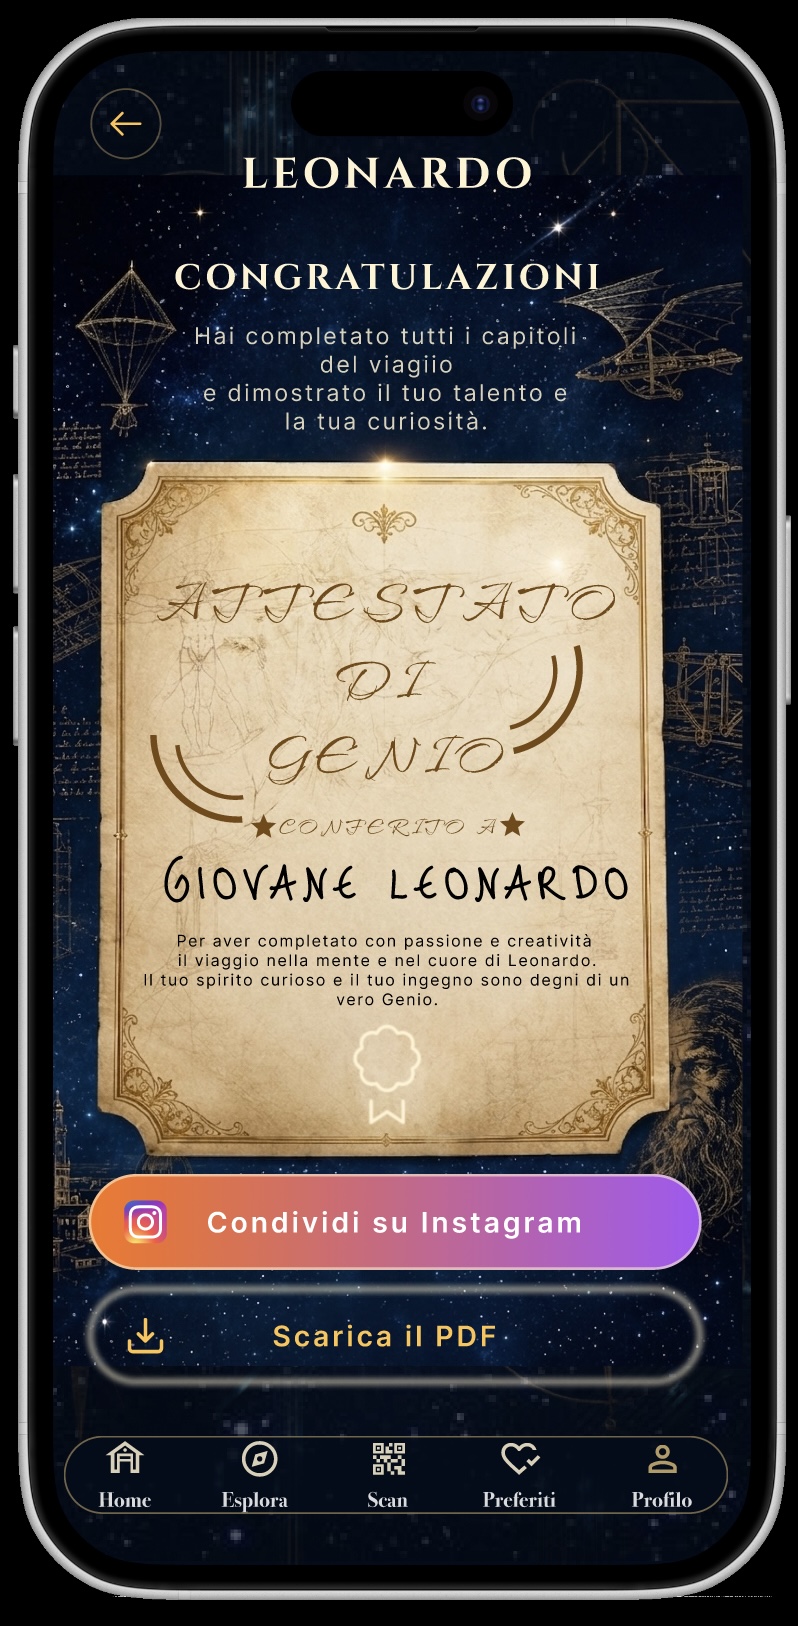 LEONARDO
CONGRATULAZIONI
Hai completato tutti i capitoli
del viagiio
e dimostrato il tuo talento e
la tua curiosità.
ATTESTATO
DI
GENIO
CONFERITO A
GIOVANE LEONARDO
Per aver completato con passione e creatività
il viaggio nella mente e nel cuore di Leonardo.
Il tuo spirito curioso e il tuo ingegno sono degni di un
vero Genio.
Condividi su Instagram
Scarica il PDF
Home Esplora Scan Preferiti Profilo